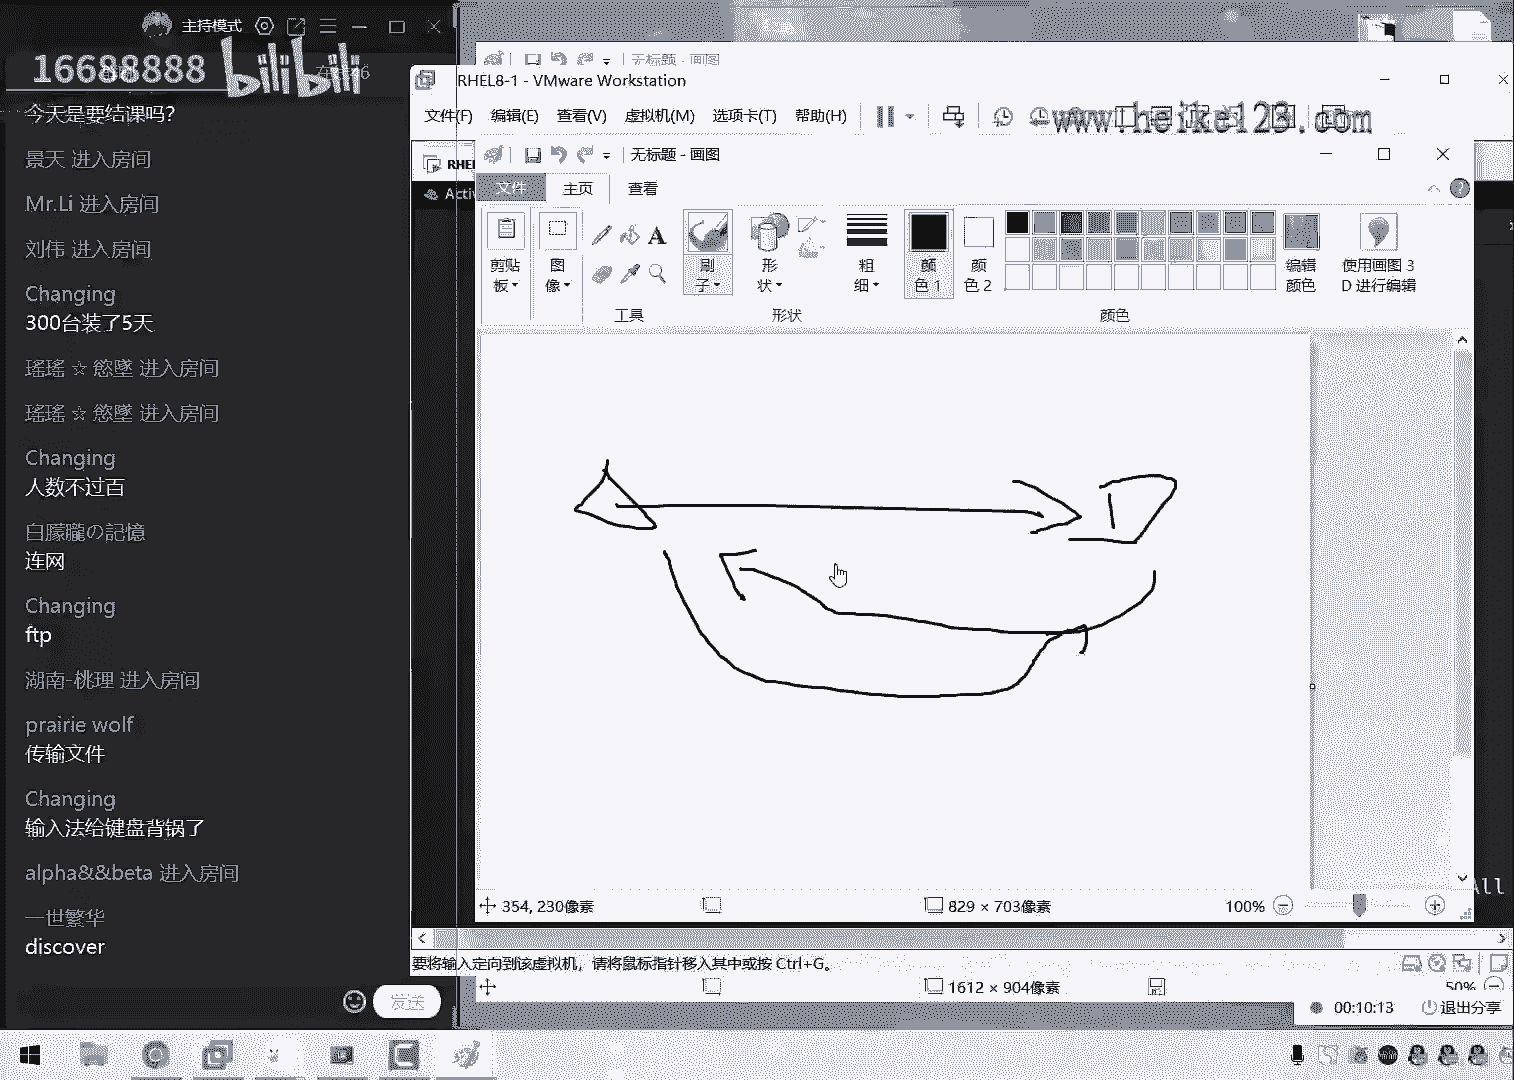 主持模式
16688888 bilibili
今天是要结课吗?
景天 进入房间
Mr.Li 进入房间
刘伟 进入房间
Changing
300台装了5天
瑤瑤 ☆ 慾墜 进入房间
瑤瑤 ☆ 慾墜 进入房间
Changing
人数不过百
白朦朧の記憶
连网
Changing
ftp
湖南-桃理 进入房间
prairie wolf
传输文件
Changing
输入法给键盘背锅了
alpha&&beta 进入房间
一世繁华
discover
发送
无标题 - 画图
RHEL8-1 - VMware Workstation
文件(F) 编辑(E) 查看(V) 虚拟机(M) 选项卡(T) 帮助(H)
www.heike123.com
RHEl
Activ
无标题 - 画图
文件 主页 查看
剪贴板
图像
A
工具
刷子
形状
形状
粗细
颜色 1
颜色 2
颜色
编辑颜色
使用画图 3D 进行编辑
354, 230像素
829 × 703像素
100%
All
要将输入定向到该虚拟机，请将鼠标指针移入其中或按 Ctrl+G。
1612 × 904像素
50%
00:10:13
退出分享